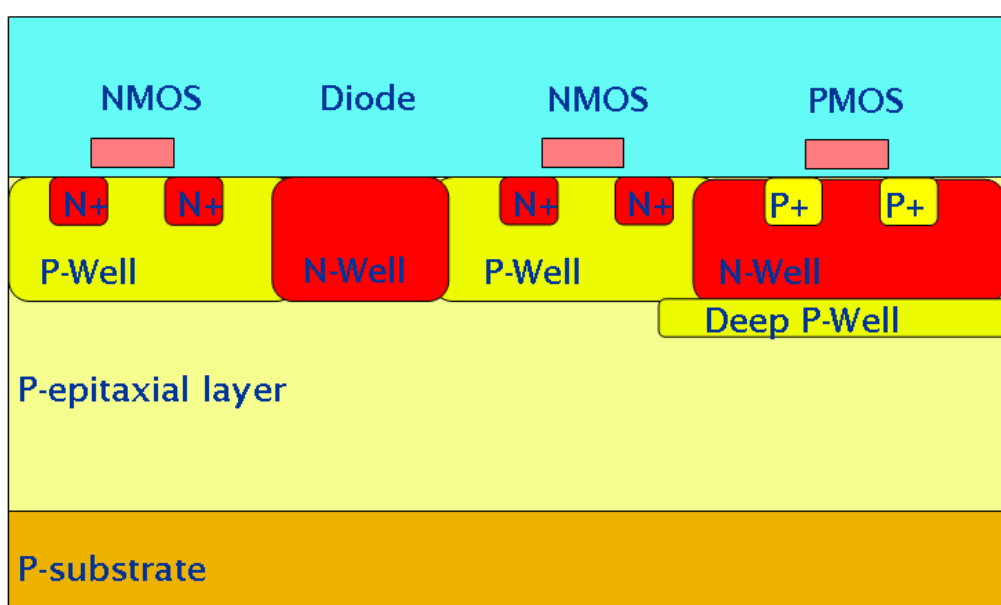 NMOS Diode NMOS PMOS
N+ N+ N+ N+ P+ P+
P-Well N-Well P-Well N-Well
Deep P-Well
P-epitaxial layer
P-substrate